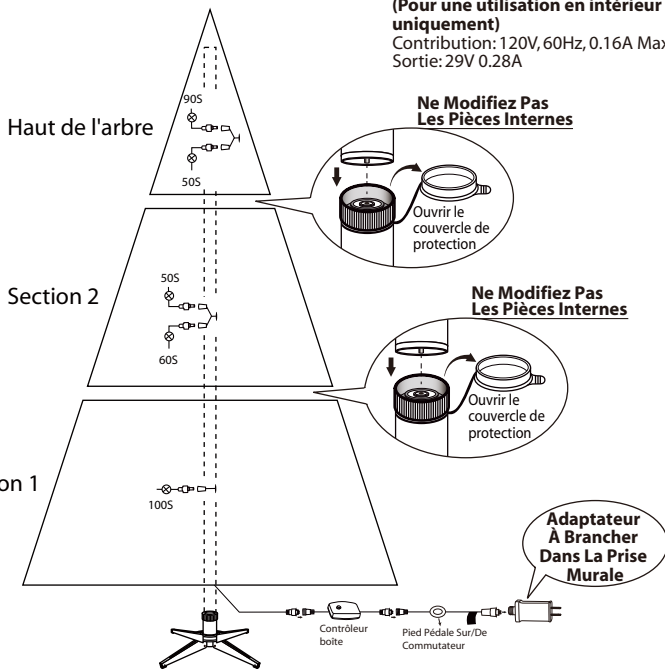 (Pour une utilisation en intérieur
uniquement)
Contribution: 120V, 60Hz, 0.16A Max
Sortie: 29V 0.28A
Ne Modifiez Pas
Les Pièces Internes
90S
Haut de l'arbre
50S
Ouvrir le
couvercle de
protection
50S
Section 2
60S
Ne Modifiez Pas
Les Pièces Internes
Ouvrir le
couvercle de
protection
on 1
100S
Adaptateur
À Brancher
Dans La Prise
Murale
Contrôleur
boîte
Pied Pédale Sur/De
Commutateur